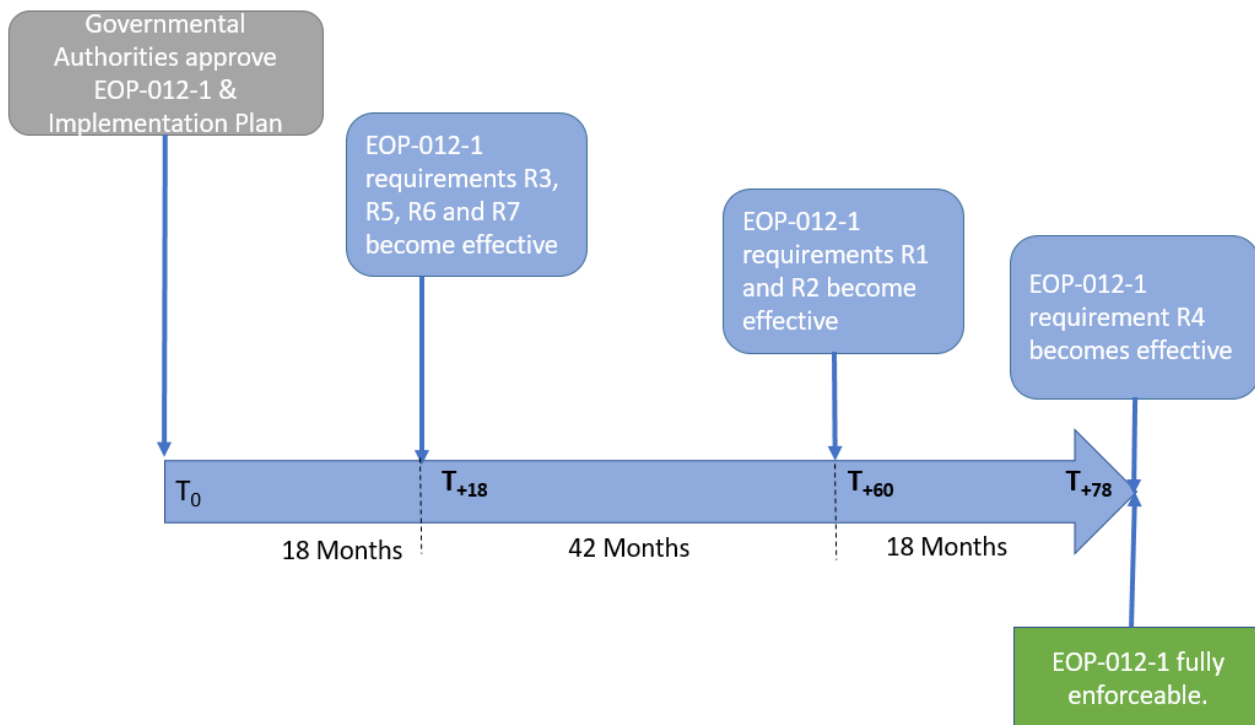 Governmental
Authorities approve
EOP-012-1 &
Implementation Plan
EOP-012-1
requirements R3,
R5, R6 and R7
become effective
EOP-012-1
requirements R1
and R2 become
effective
EOP-012-1
requirement R4
becomes effective
T0
T+18
T+60
T+78
18 Months
42 Months
18 Months
EOP-012-1 fully
enforceable.